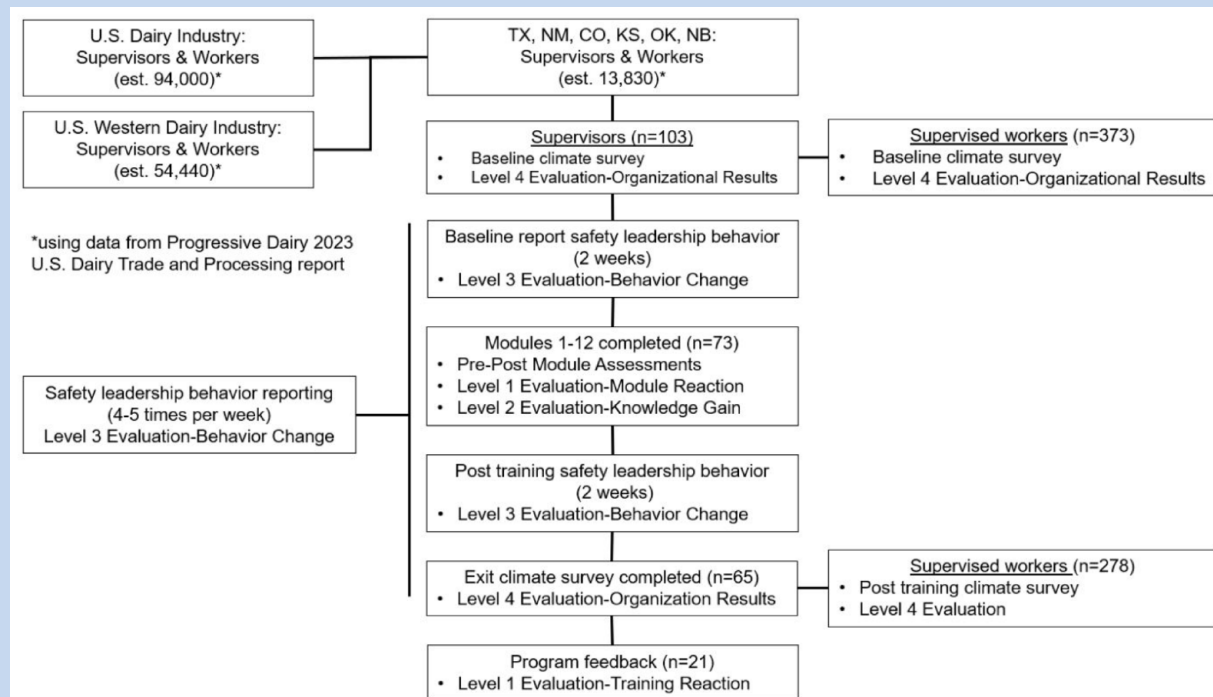 U.S. Dairy Industry:
Supervisors & Workers
(est. 94,000)*
TX, NM, CO, KS, OK, NB:
Supervisors & Workers
(est. 13,830)*
U.S. Western Dairy Industry:
Supervisors & Workers
(est. 54,440)*
Supervisors (n=103)
• Baseline climate survey
• Level 4 Evaluation-Organizational Results
Supervised workers (n=373)
• Baseline climate survey
• Level 4 Evaluation-Organizational Results
*using data from Progressive Dairy 2023
U.S. Dairy Trade and Processing report
Baseline report safety leadership behavior
(2 weeks)
• Level 3 Evaluation-Behavior Change
Modules 1-12 completed (n=73)
• Pre-Post Module Assessments
• Level 1 Evaluation-Module Reaction
• Level 2 Evaluation-Knowledge Gain
Safety leadership behavior reporting
(4-5 times per week)
Level 3 Evaluation-Behavior Change
Post training safety leadership behavior
(2 weeks)
• Level 3 Evaluation-Behavior Change
Exit climate survey completed (n=65)
• Level 4 Evaluation-Organization Results
Supervised workers (n=278)
• Post training climate survey
• Level 4 Evaluation
Program feedback (n=21)
• Level 1 Evaluation-Training Reaction